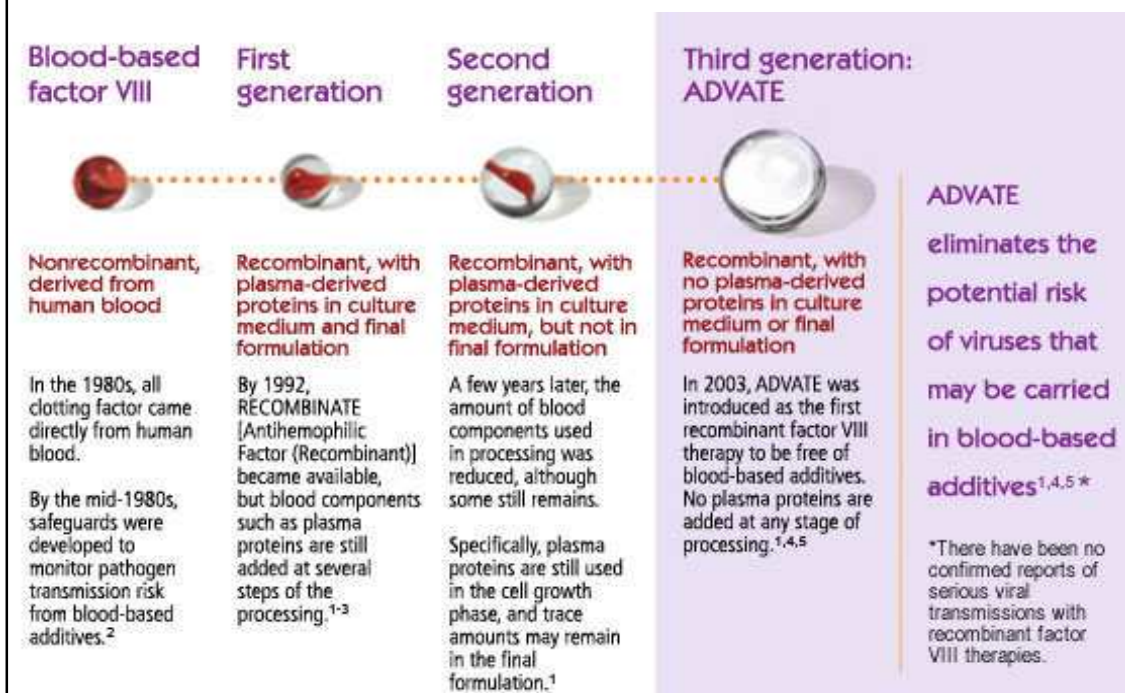 Blood-based
factor VIII
Nonrecombinant,
derived from
human blood
In the 1980s, all
clotting factor came
directly from human
blood.
By the mid-1980s,
safeguards were
developed to
monitor pathogen
transmission risk
from blood-based
additives.²
First
generation
Recombinant, with
plasma-derived
proteins in culture
medium and final
formulation
By 1992,
RECOMBINATE
[Antihemophilic
Factor (Recombinant)]
became available,
but blood components
such as plasma
proteins are still
added at several
steps of the
processing.¹⁻³
Second
generation
Recombinant, with
plasma-derived
proteins in culture
medium, but not in
final formulation
A few years later, the
amount of blood
components used
in processing was
reduced, although
some still remains.
Specifically, plasma
proteins are still used
in the cell growth
phase, and trace
amounts may remain
in the final
formulation.¹
Third generation:
ADVATE
Recombinant, with
no plasma-derived
proteins in culture
medium or final
formulation
In 2003, ADVATE was
introduced as the first
recombinant factor VIII
therapy to be free of
blood-based additives.
No plasma proteins are
added at any stage of
processing.¹,⁴,⁵
ADVATE
eliminates the
potential risk
of viruses that
may be carried
in blood-based
additives¹,⁴,⁵ *
*There have been no
confirmed reports of
serious viral
transmissions with
recombinant factor
VIII therapies.